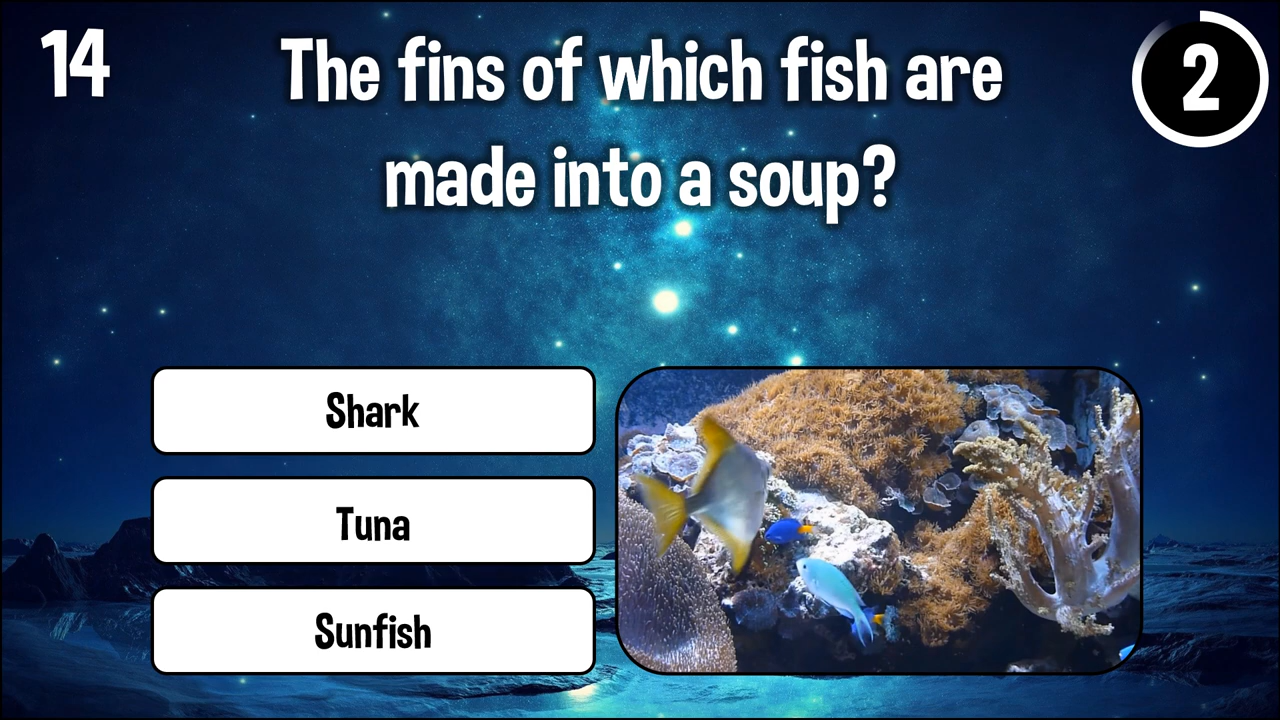 14
The fins of which fish are
made into a soup?
2
Shark
Tuna
Sunfish